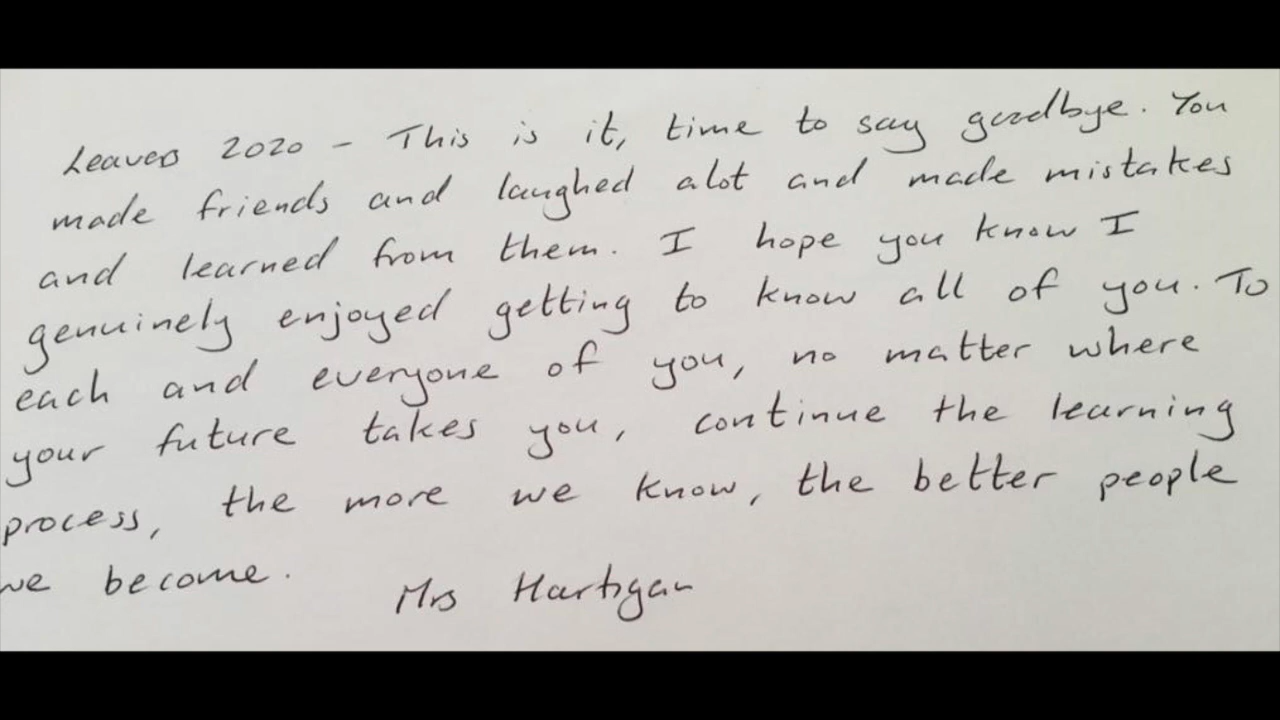 Leavers 2020 - This is it, time to say goodbye. You
made friends and laughed alot and made mistakes
and learned from them. I hope you know I
genuinely enjoyed getting to know all of you. To
each and everyone of you, no matter where
your future takes you, continue the learning
process, the more we know, the better people
we become.
Mrs Hartigan